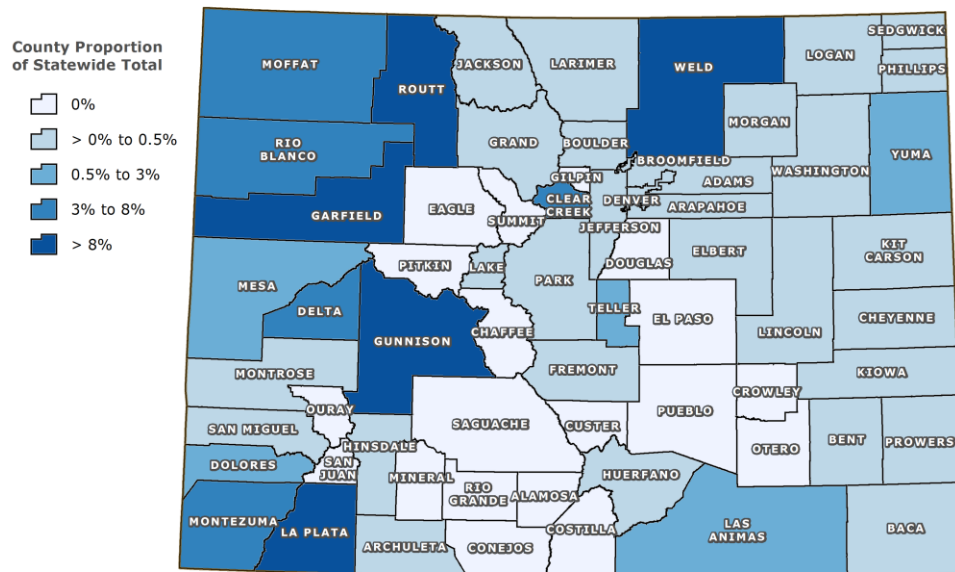 County Proportion
of Statewide Total
0%
> 0% to 0.5%
0.5% to 3%
3% to 8%
> 8%
MOFFAT
ROUTT
JACKSON
LARIMER
WELD
LOGAN
SEDGWICK
PHILLIPS
RIO
BLANCO
GRAND
BOULDER
MORGAN
YUMA
BROOMFIELD
WASHINGTON
GILPIN
ADAMS
GARFIELD
EAGLE
SUMMIT
CLEAR
CREEK
DENVER
ARAPAHOE
JEFFERSON
PITKIN
LAKE
PARK
DOUGLAS
ELBERT
KIT
CARSON
MESA
DELTA
GUNNISON
CHAFFEE
TELLER
EL PASO
LINCOLN
CHEYENNE
MONTROSE
FREMONT
KIOWA
OURAY
CROWLEY
PUEBLO
SAN MIGUEL
SAGUACHE
CUSTER
OTERO
BENT
PROWERS
HINSDALE
DOLORES
SAN
JUAN
MINERAL
RIO
GRANDE
ALAMOSA
HUERFANO
MONTEZUMA
LA PLATA
ARCHULETA
CONEJOS
COSTILLA
LAS
ANIMAS
BACA